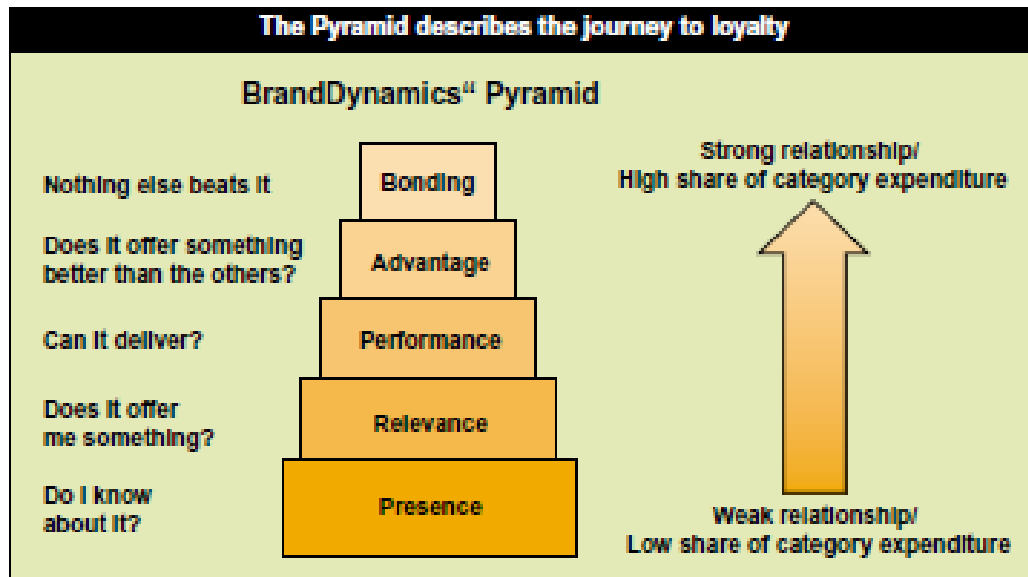 The Pyramid describes the journey to loyalty
BrandDynamics“ Pyramid
Nothing else beats it
Bonding
Strong relationship/
High share of category expenditure
Does it offer something
better than the others?
Advantage
Can it deliver?
Performance
Does it offer
me something?
Relevance
Do I know
about it?
Presence
Weak relationship/
Low share of category expenditure